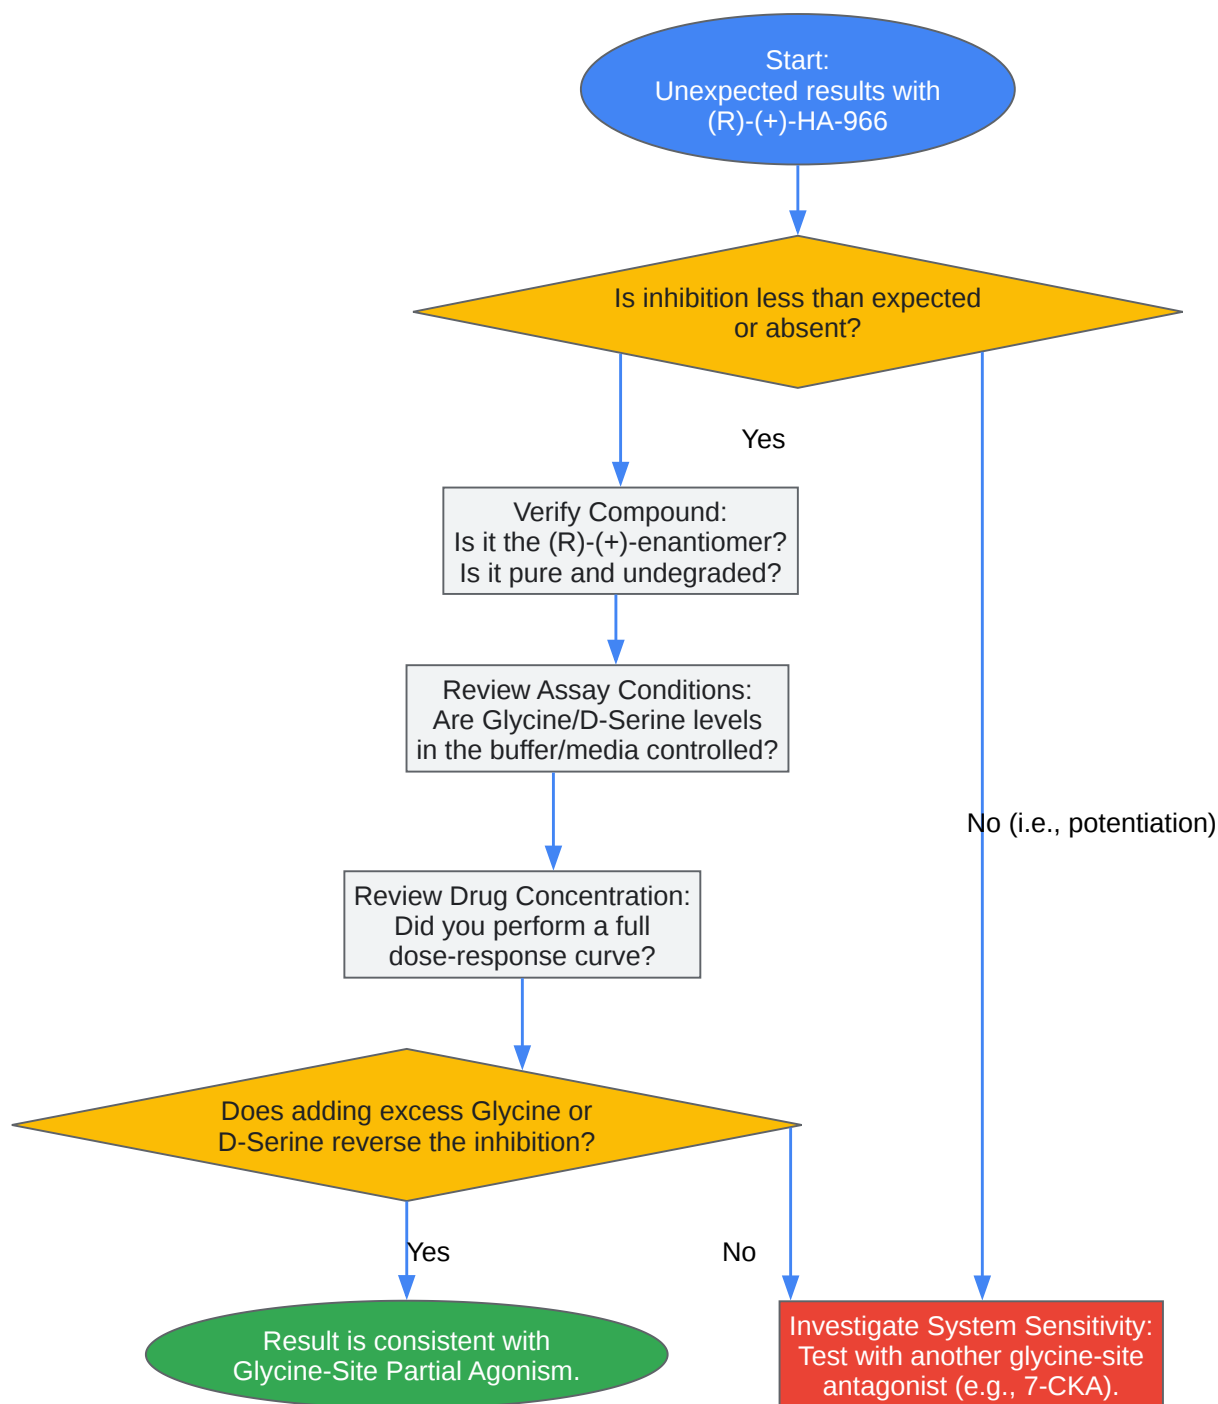 Start:
Unexpected results with
(R)-(+)-HA-966
Is inhibition less than expected
or absent?
Yes
Verify Compound:
Is it the (R)-(+)-enantiomer?
Is it pure and undegraded?
Review Assay Conditions:
Are Glycine/D-Serine levels
in the buffer/media controlled?
No (i.e., potentiation)
Review Drug Concentration:
Did you perform a full
dose-response curve?
Does adding excess Glycine or
D-Serine reverse the inhibition?
Yes
No
Result is consistent with
Glycine-Site Partial Agonism.
Investigate System Sensitivity:
Test with another glycine-site
antagonist (e.g., 7-CKA).